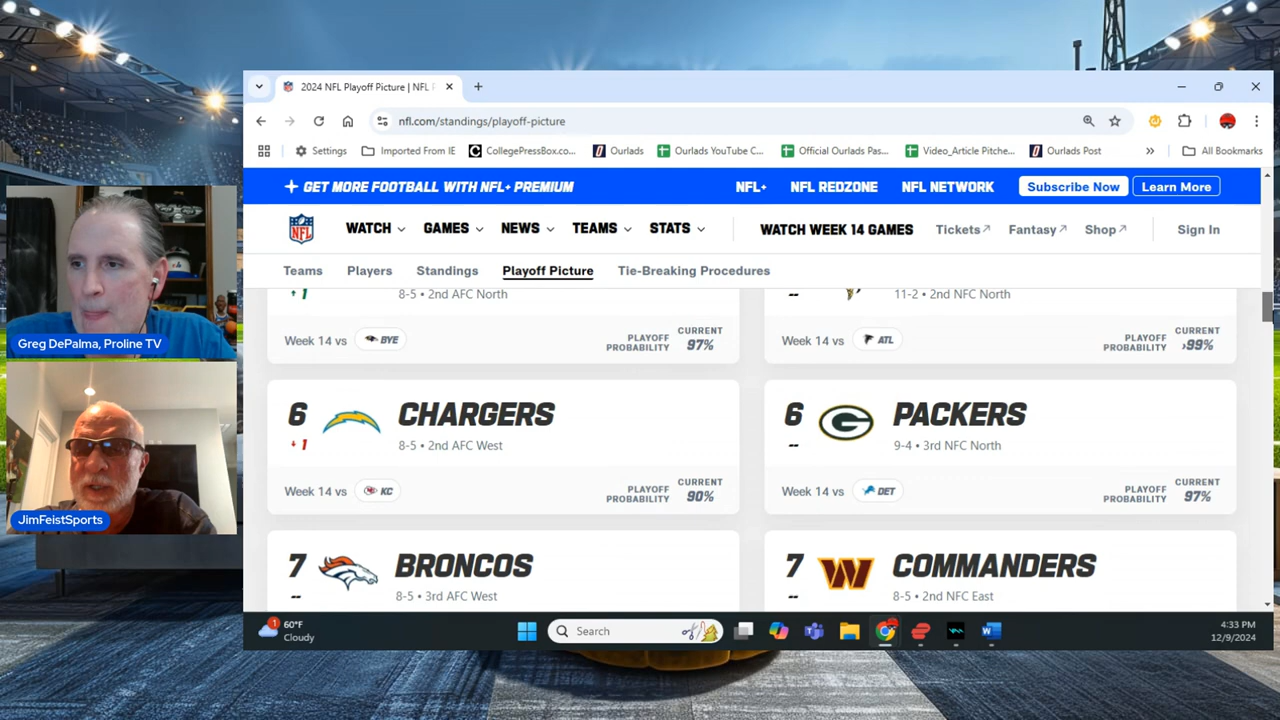 2024 NFL Playoff Picture | NFL F
nfl.com/standings/playoff-picture
Settings
Imported From IE
CollegePressBox.co...
Ourlads
Ourlads YouTube C...
Official Ourlads Pas...
Video_Article Pitche...
Ourlads Post
All Bookmarks
GET MORE FOOTBALL WITH NFL+ PREMIUM
NFL+
NFL REDZONE
NFL NETWORK
Subscribe Now
Learn More
NFL
WATCH
GAMES
NEWS
TEAMS
STATS
WATCH WEEK 14 GAMES
Tickets
Fantasy
Shop
Sign In
Teams
Players
Standings
Playoff Picture
Tie-Breaking Procedures
1
8-5 • 2nd AFC North
Week 14 vs
BYE
PLAYOFF PROBABILITY
CURRENT
97%
--
11-2 • 2nd NFC North
Week 14 vs
ATL
PLAYOFF PROBABILITY
CURRENT
>99%
6
1
CHARGERS
8-5 • 2nd AFC West
Week 14 vs
KC
PLAYOFF PROBABILITY
CURRENT
90%
6
--
G
PACKERS
9-4 • 3rd NFC North
Week 14 vs
DET
PLAYOFF PROBABILITY
CURRENT
97%
7
--
BRONCOS
8-5 • 3rd AFC West
7
--
W
COMMANDERS
8-5 • 2nd NFC East
Greg DePalma, Proline TV
JimFeistSports
1
60°F
Cloudy
Search
4:33 PM
12/9/2024